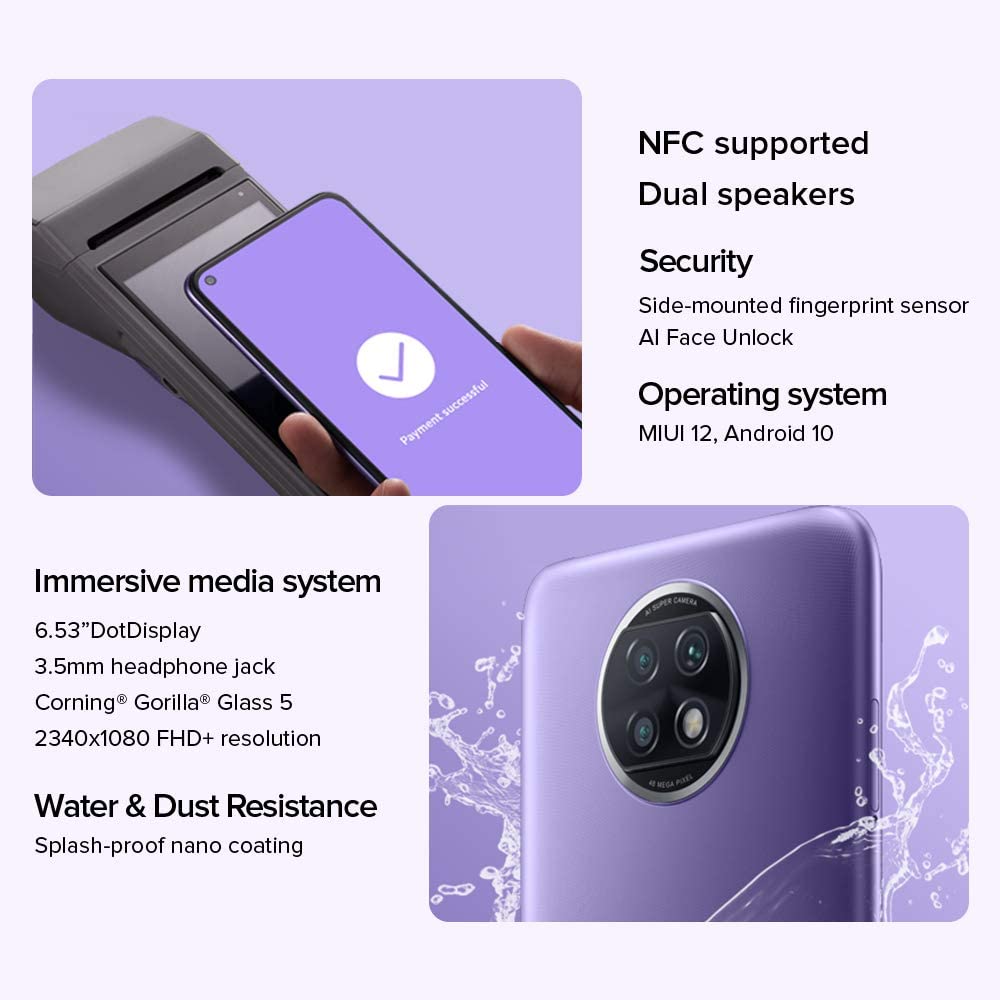 NFC supported
Dual speakers
Security
Side-mounted fingerprint sensor
AI Face Unlock
Operating system
MIUI 12, Android 10
Payment successful
Immersive media system
6.53”DotDisplay
3.5mm headphone jack
Corning® Gorilla® Glass 5
2340x1080 FHD+ resolution
Water & Dust Resistance
Splash-proof nano coating
AI SUPER CAMERA
48 MEGA PIXEL